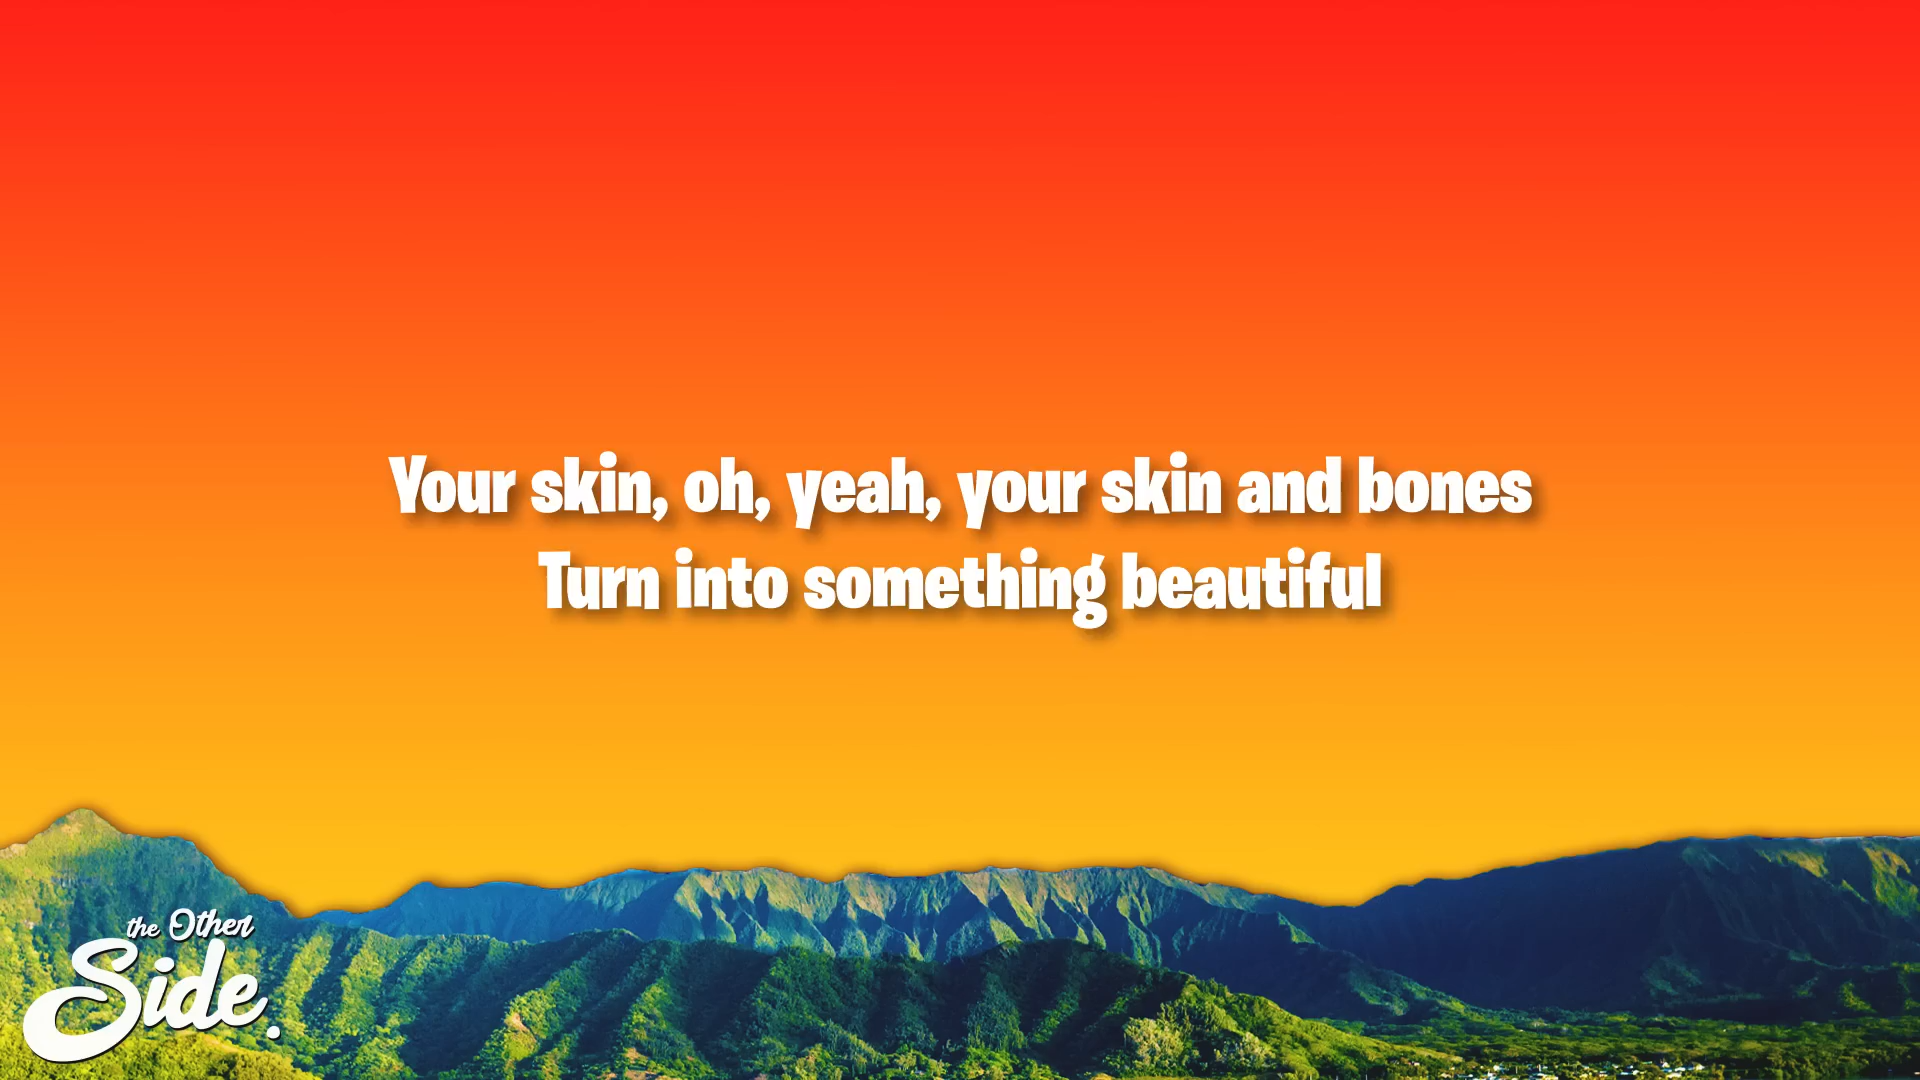 Your skin, oh, yeah, your skin and bones
Turn into something beautiful
the Other
Side.